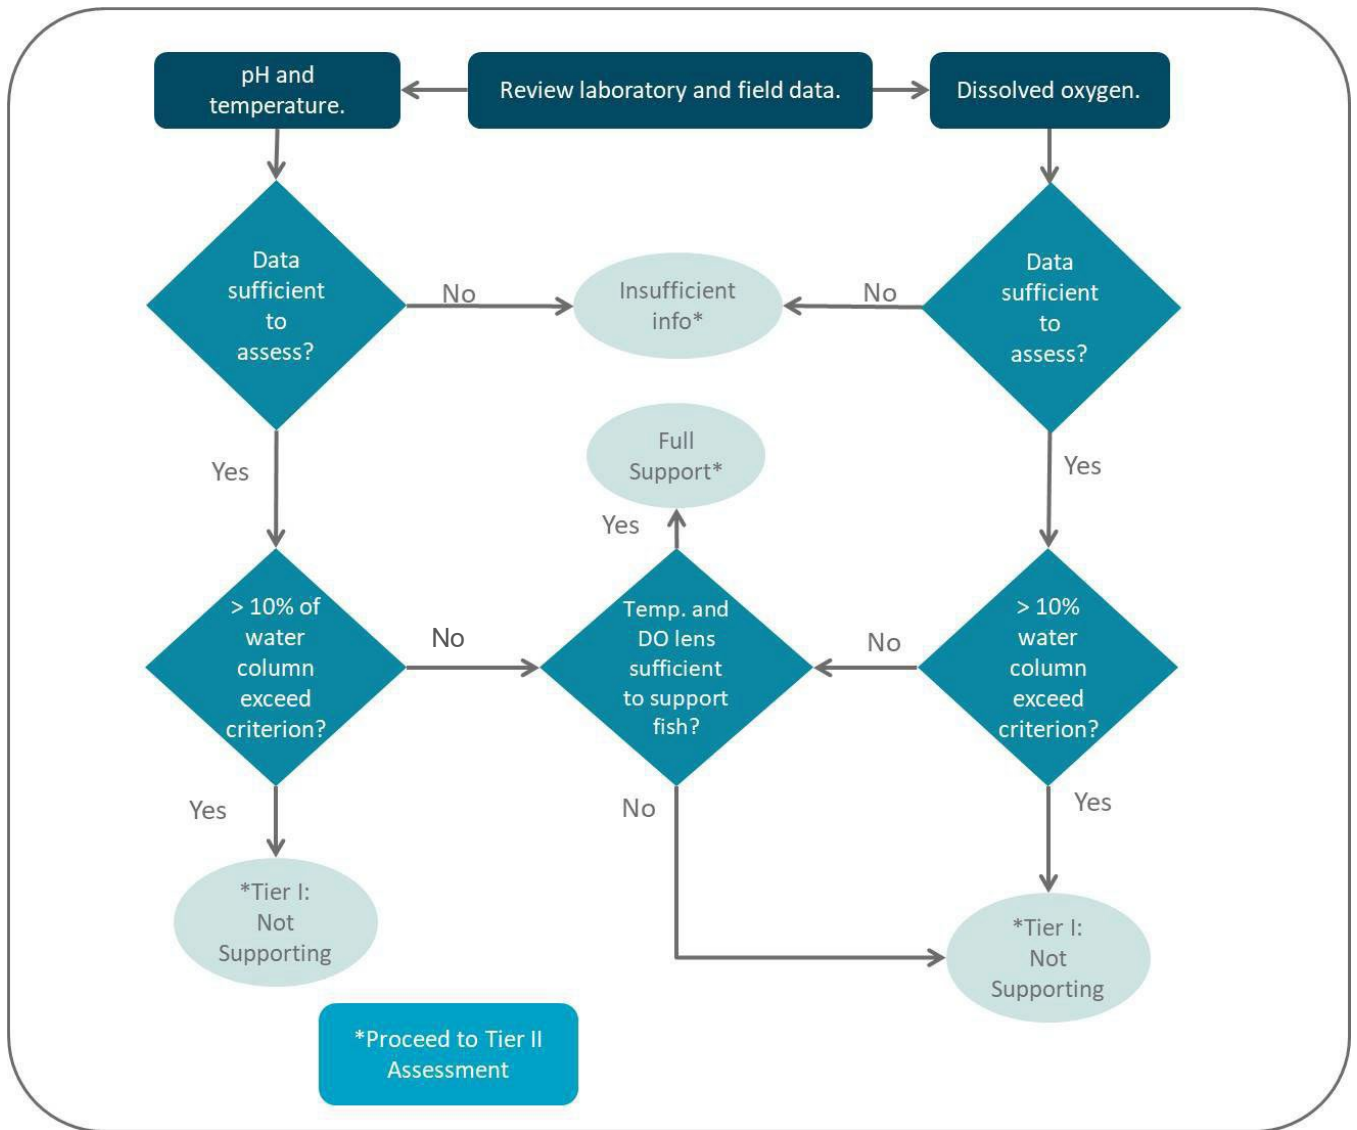 pH and
temperature.
Review laboratory and field data.
Dissolved oxygen.
Data
sufficient
to
assess?
No
Insufficient
info*
No
Data
sufficient
to
assess?
Yes
Full
Support*
Yes
Yes
> 10% of
water
column
exceed
criterion?
No
Temp. and
DO lens
sufficient
to support
fish?
No
> 10%
water
column
exceed
criterion?
Yes
No
Yes
*Tier I:
Not
Supporting
*Tier I:
Not
Supporting
*Proceed to Tier II
Assessment